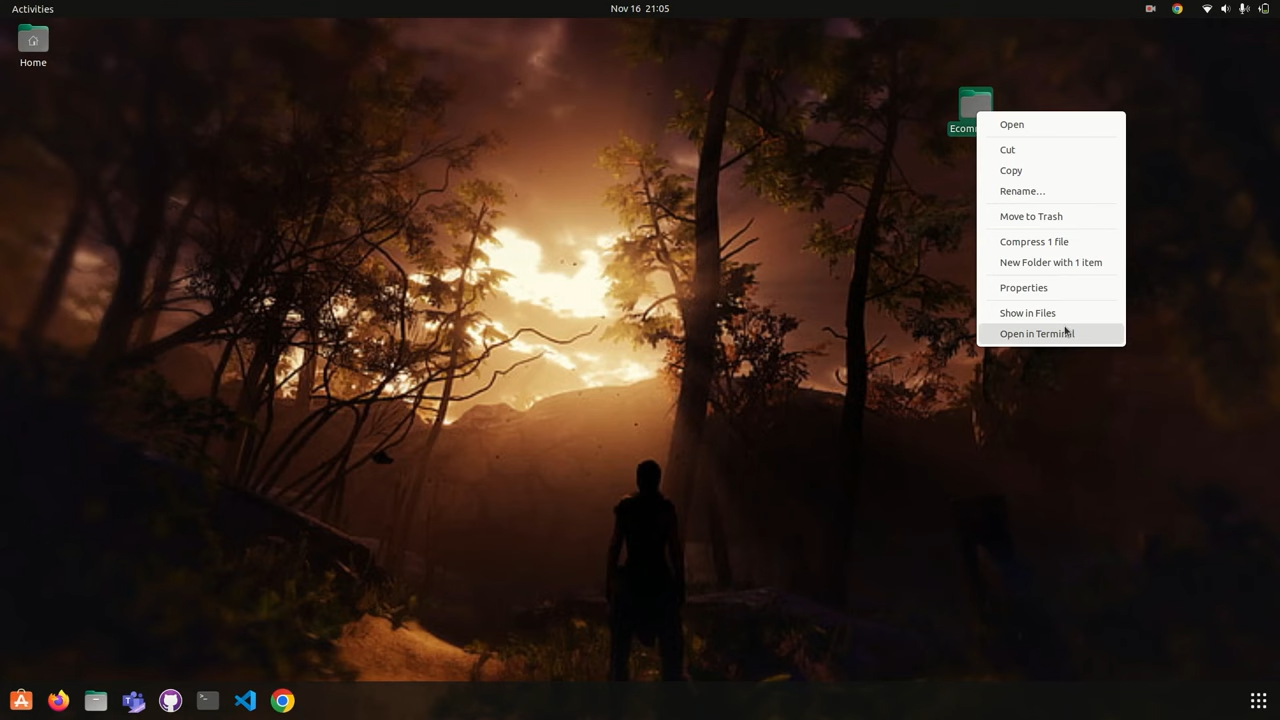 Activities
Nov 16 21:05
Home
Open
Cut
Copy
Rename…
Move to Trash
Compress 1 file
New Folder with 1 item
Properties
Show in Files
Open in Terminal